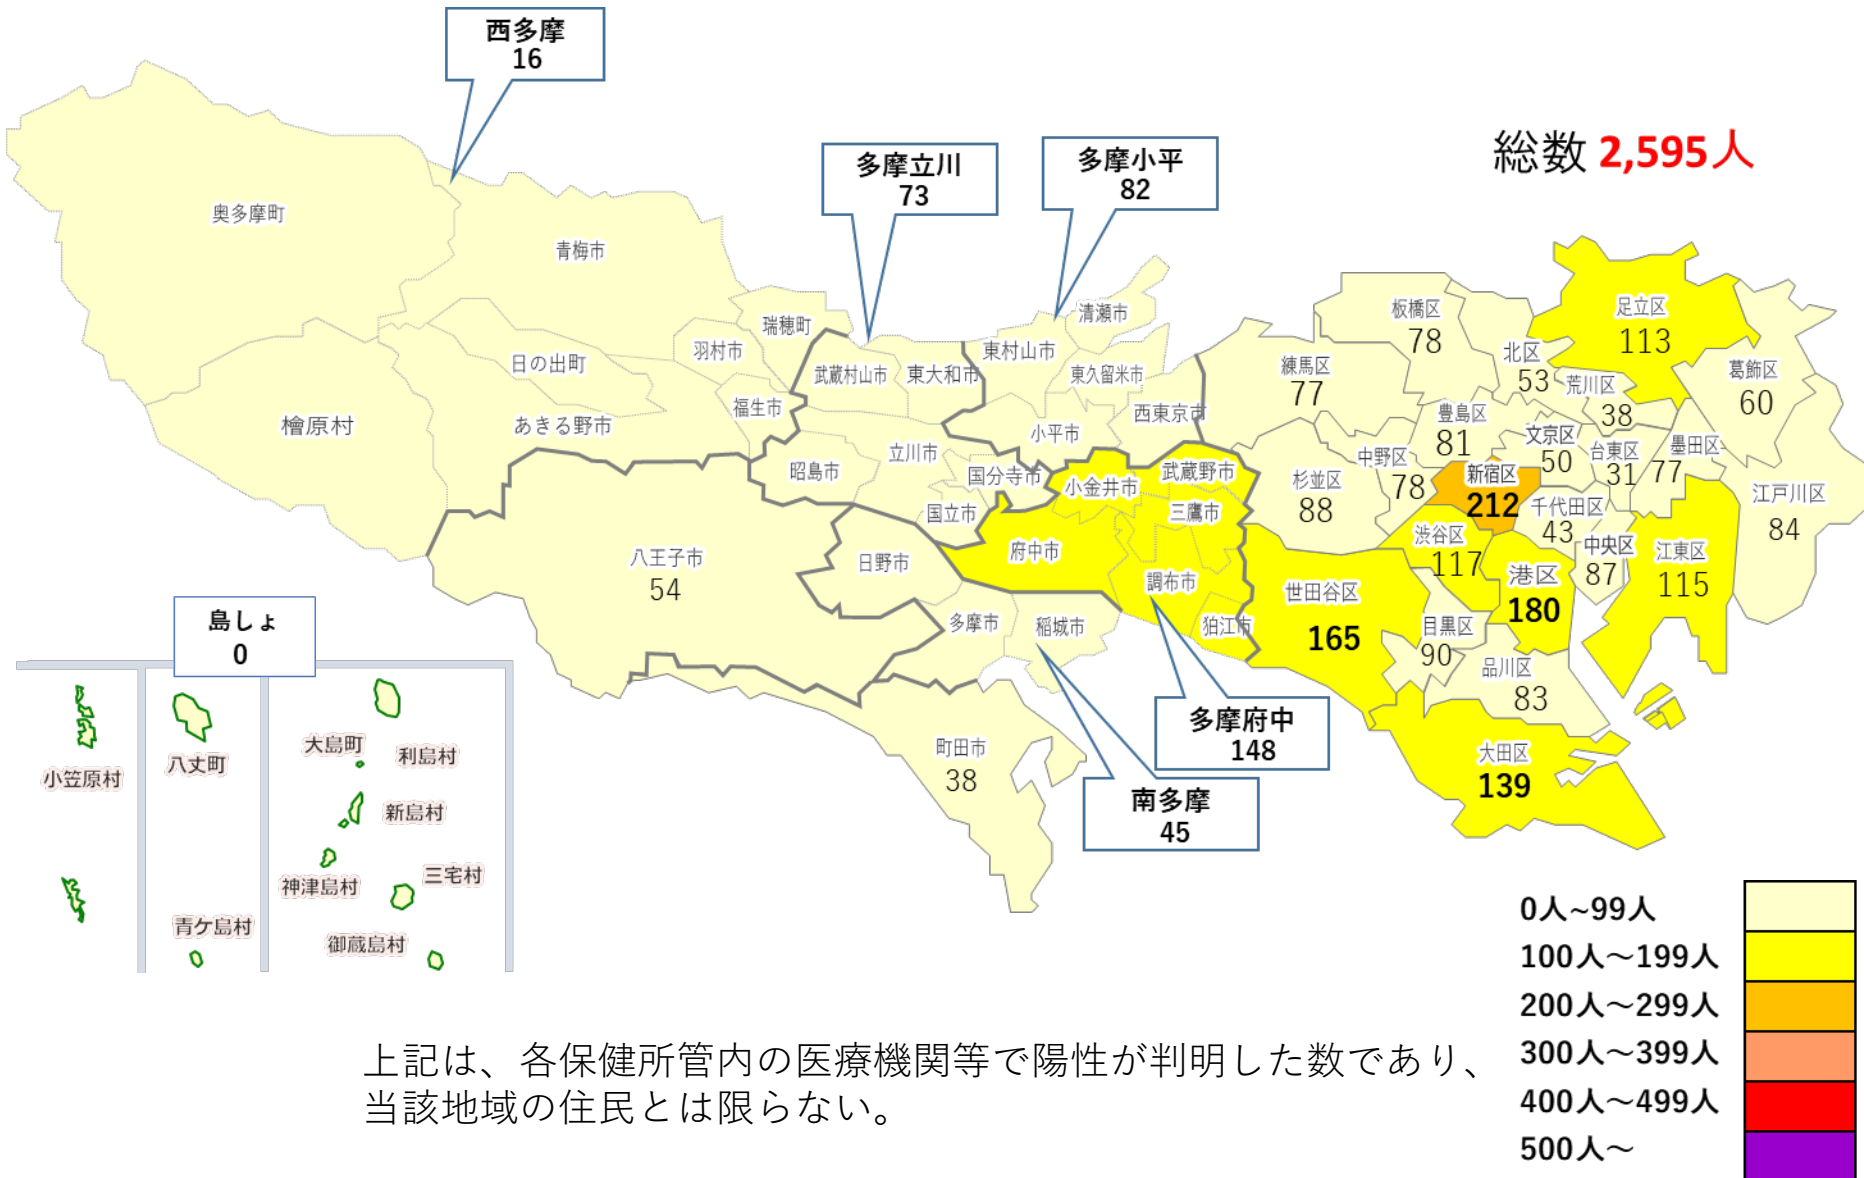 西多摩
16
多摩立川
73
多摩小平
82
総数 2,595人
奥多摩町
青梅市
瑞穂町
羽村市
日の出町
福生市
あきる野市
檜原村
武蔵村山市
東大和市
東村山市
清瀬市
東久留米市
西東京市
小平市
昭島市
立川市
国分寺市
国立市
小金井市
武蔵野市
三鷹市
府中市
調布市
狛江市
八王子市
54
日野市
多摩市
稲城市
町田市
38
板橋区
78
足立区
113
北区
53
練馬区
77
荒川区
38
葛飾区
60
豊島区
81
文京区
50
台東区
31
墨田区
77
中野区
78
杉並区
88
新宿区
212
千代田区
43
江戸川区
84
渋谷区
117
中央区
87
江東区
115
港区
180
世田谷区
165
目黒区
90
品川区
83
大田区
139
多摩府中
148
南多摩
45
島しょ
0
小笠原村
八丈町
大島町
利島村
新島村
神津島村
三宅村
青ケ島村
御蔵島村
0人~99人
100人～199人
200人～299人
300人～399人
400人～499人
500人～
上記は、各保健所管内の医療機関等で陽性が判明した数であり、
当該地域の住民とは限らない。